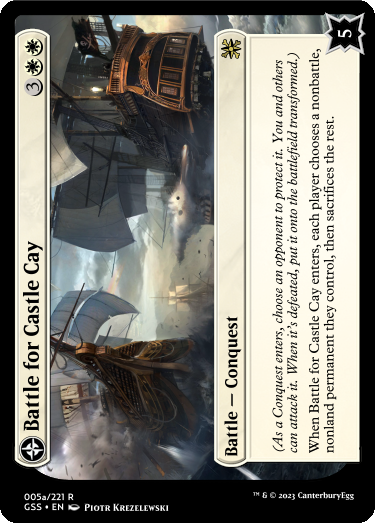 Battle for Castle Cay
3
Battle — Conquest
(As a Conquest enters, choose an opponent to protect it. You and others
can attack it. When it's defeated, put it onto the battlefield transformed.)
When Battle for Castle Cay enters, each player chooses a nonbattle,
nonland permanent they control, then sacrifices the rest.
5
005a/221 R
GSS • EN Piotr Krezelewski
™ & © 2023 CanterburyEgg